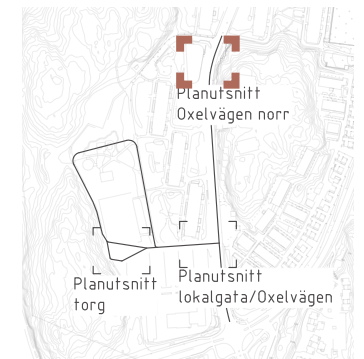 Planutsnitt
Oxelvägen norr
Planutsnitt
torg
Planutsnitt
lokalgata/Oxelvägen